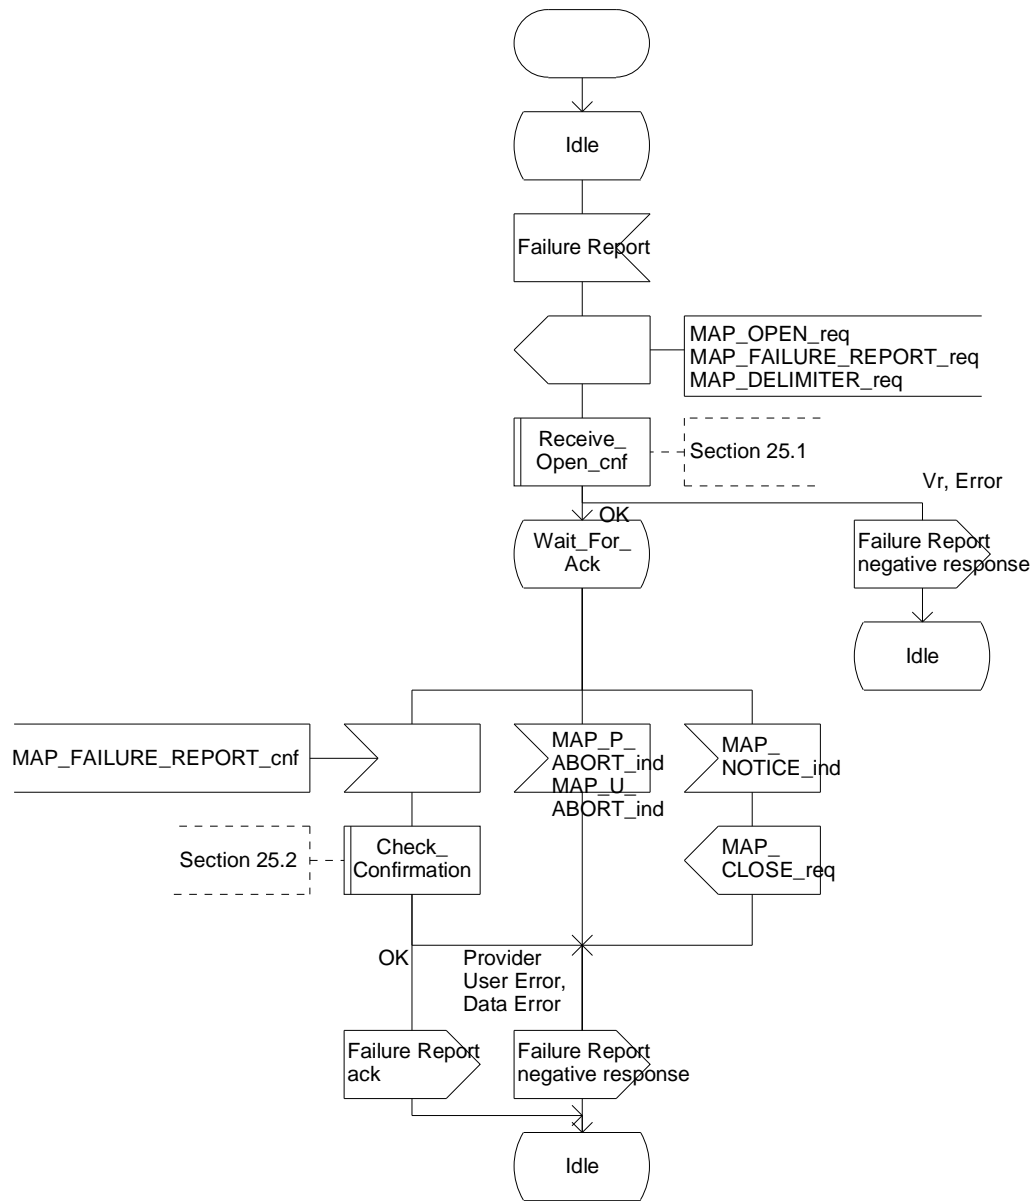 Idle
Failure Report
MAP_OPEN_req
MAP_FAILURE_REPORT_req
MAP_DELIMITER_req
Receive_
Open_cnf
Section 25.1
Vr, Error
OK
Wait_For_
Ack
Failure Report
negative response
Idle
MAP_FAILURE_REPORT_cnf
MAP_P_
ABORT_ind
MAP_U_
ABORT_ind
MAP_
NOTICE_ind
Section 25.2
Check_
Confirmation
MAP_
CLOSE_req
OK
Provider
User Error,
Data Error
Failure Report
ack
Failure Report
negative response
Idle